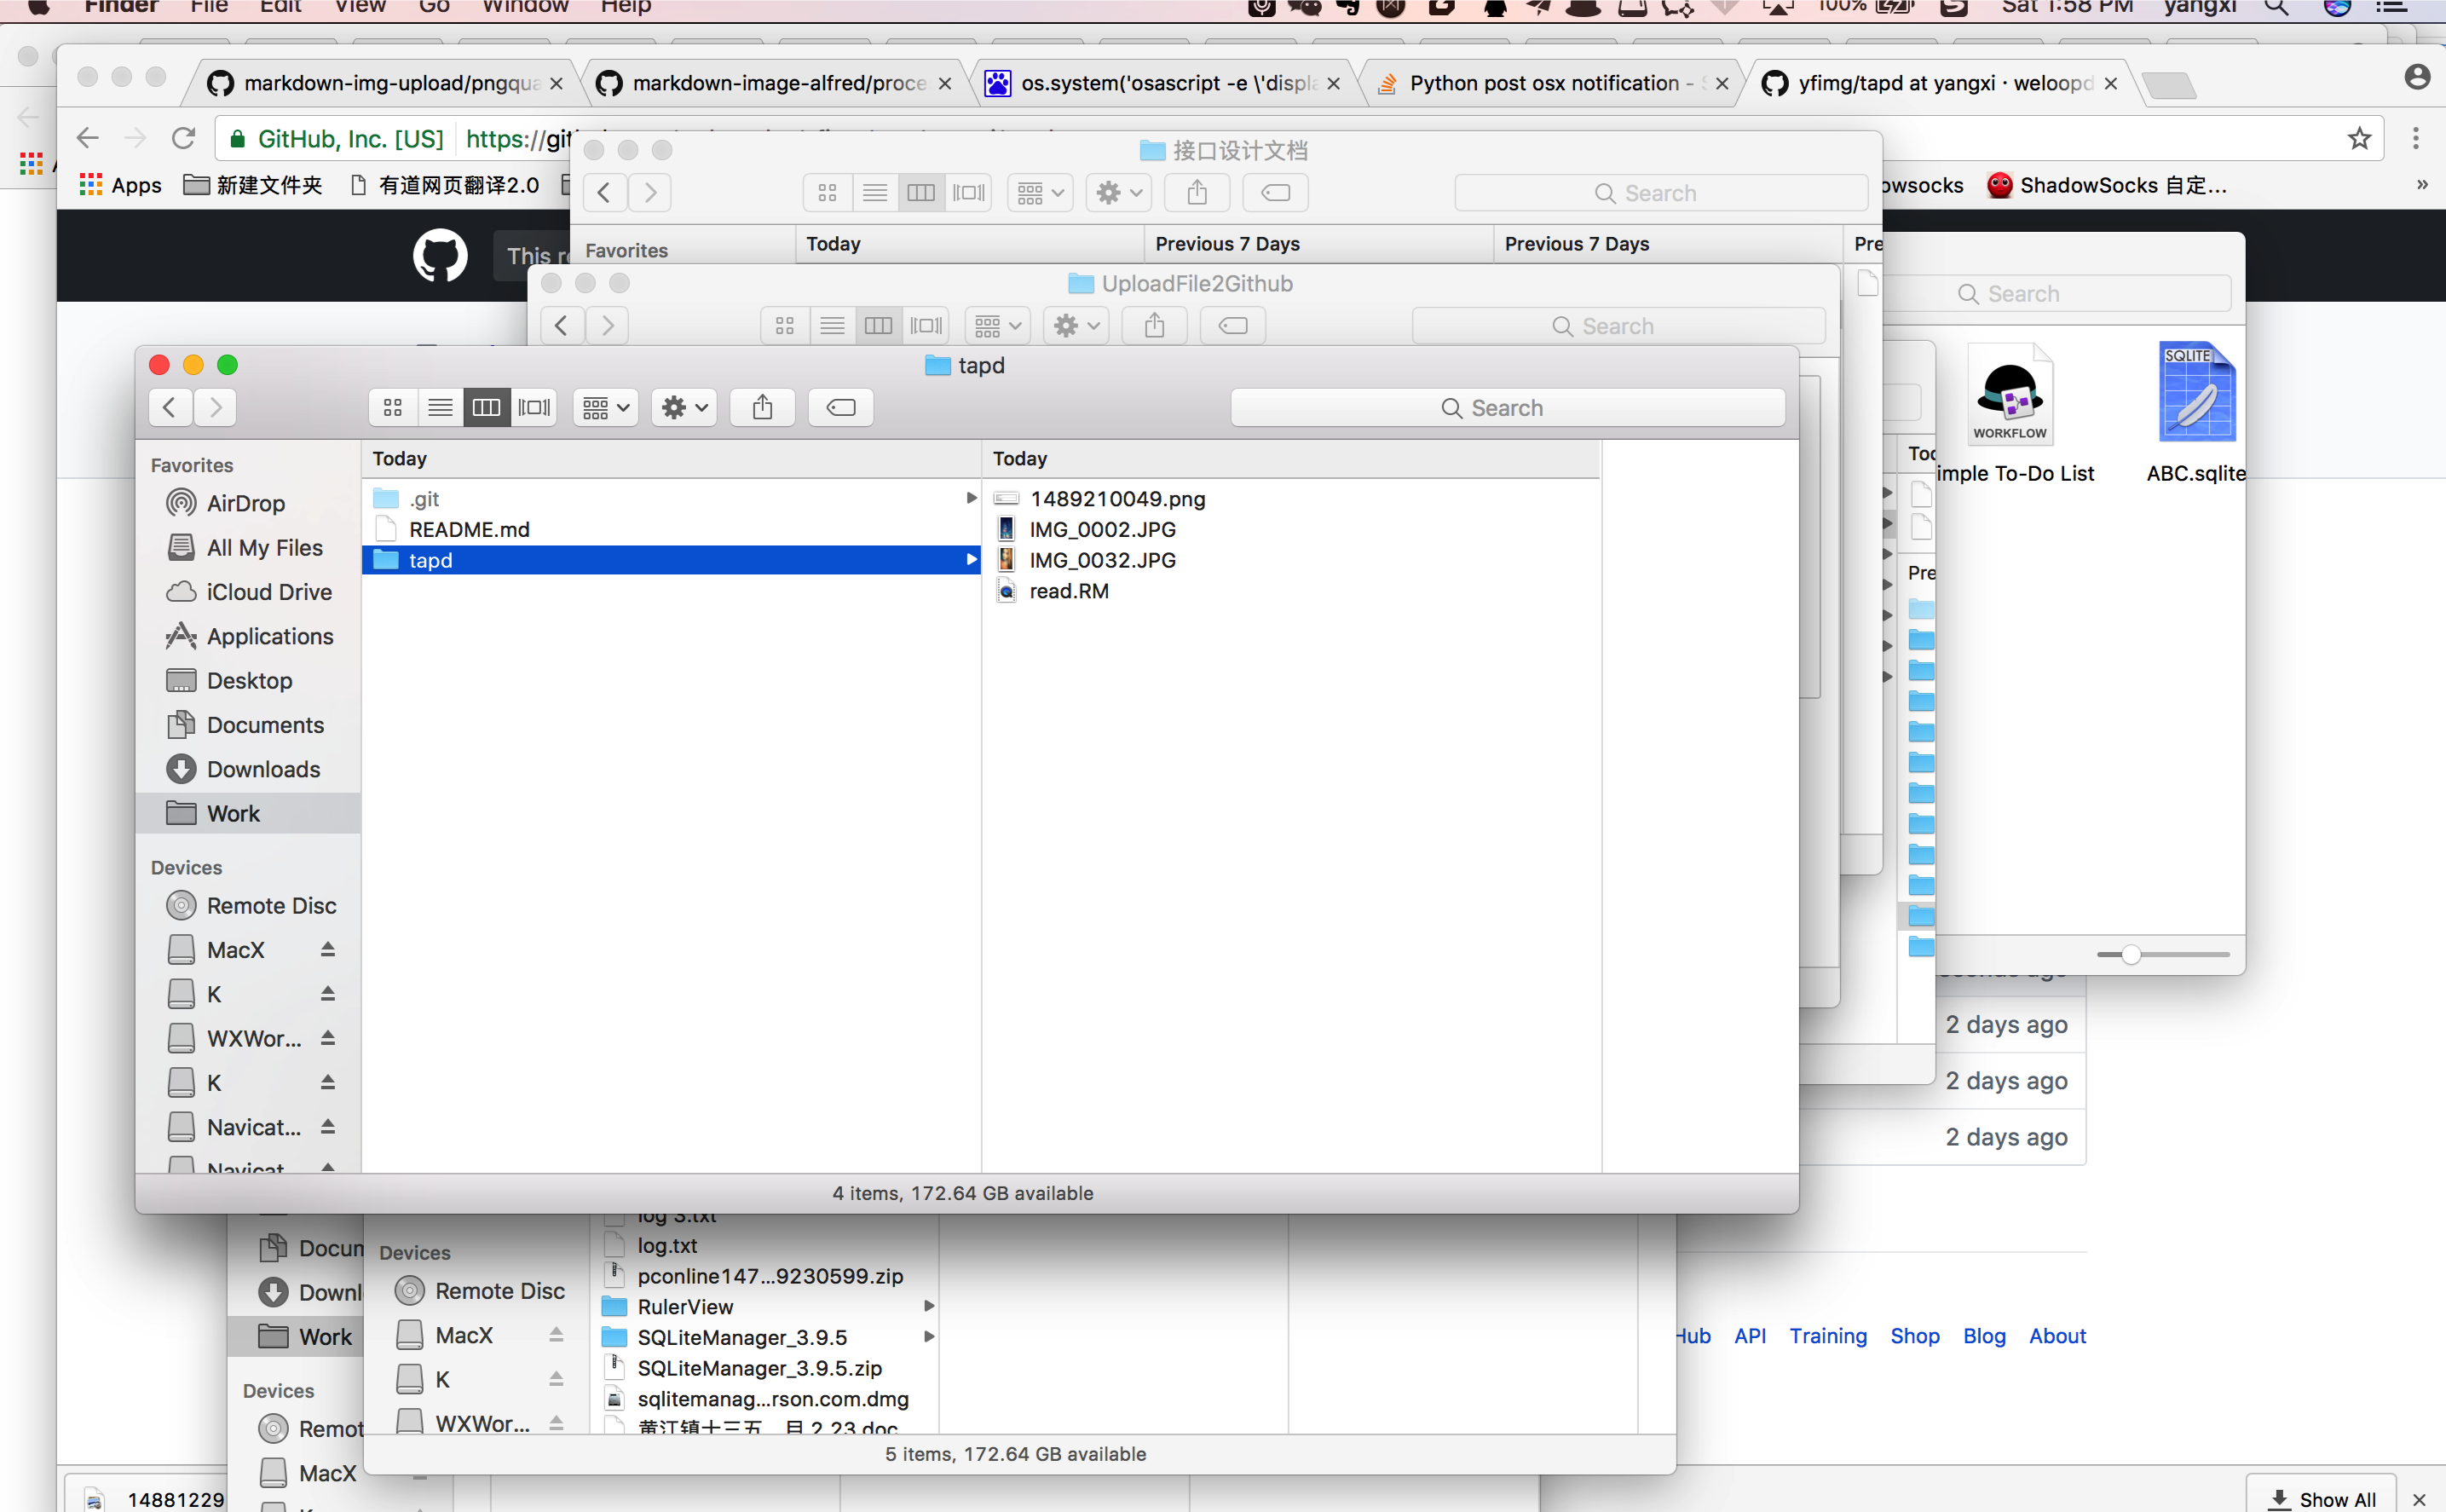 Finder File Edit View Go Window Help 100% Sat 1:58 PM yangxi
markdown-img-upload/pngqua
markdown-image-alfred/proce
os.system('osascript -e \'displa
Python post osx notification -
yfimg/tapd at yangxi · weloopd
GitHub, Inc. [US] https://git
Apps 新建文件夹 有道网页翻译2.0
owsocks ShadowSocks 自定... »
This re
接口设计文档
Search
Favorites Today Previous 7 Days Previous 7 Days Pre
UploadFile2Github
Search
Search
SQLITE
WORKFLOW
imple To-Do List ABC.sqlite
Pre
tapd
Search
Favorites
AirDrop
All My Files
iCloud Drive
Applications
Desktop
Documents
Downloads
Work
Devices
Remote Disc
MacX
K
WXWor...
K
Navicat...
Navicat
Today
.git
README.md
tapd
Today
1489210049.png
IMG_0002.JPG
IMG_0032.JPG
read.RM
4 items, 172.64 GB available
2 days ago
2 days ago
2 days ago
Docum
Downl
Work
Devices
Remot
MacX
Devices
Remote Disc
MacX
K
WXWor...
log 3.txt
log.txt
pconline147...9230599.zip
RulerView
SQLiteManager_3.9.5
SQLiteManager_3.9.5.zip
sqlitemanag...rson.com.dmg
5 items, 172.64 GB available
Hub API Training Shop Blog About
14881229
Show All